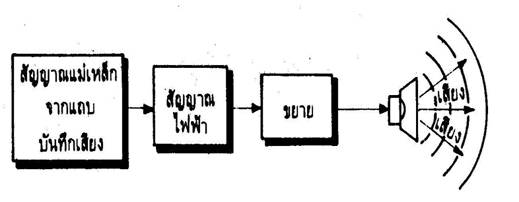 สัญญาณแม่เหล็ก
จากแถบ
บันทึกเสียง
สัญญาณ
ไฟฟ้า
ขยาย
เสียง
เสียง